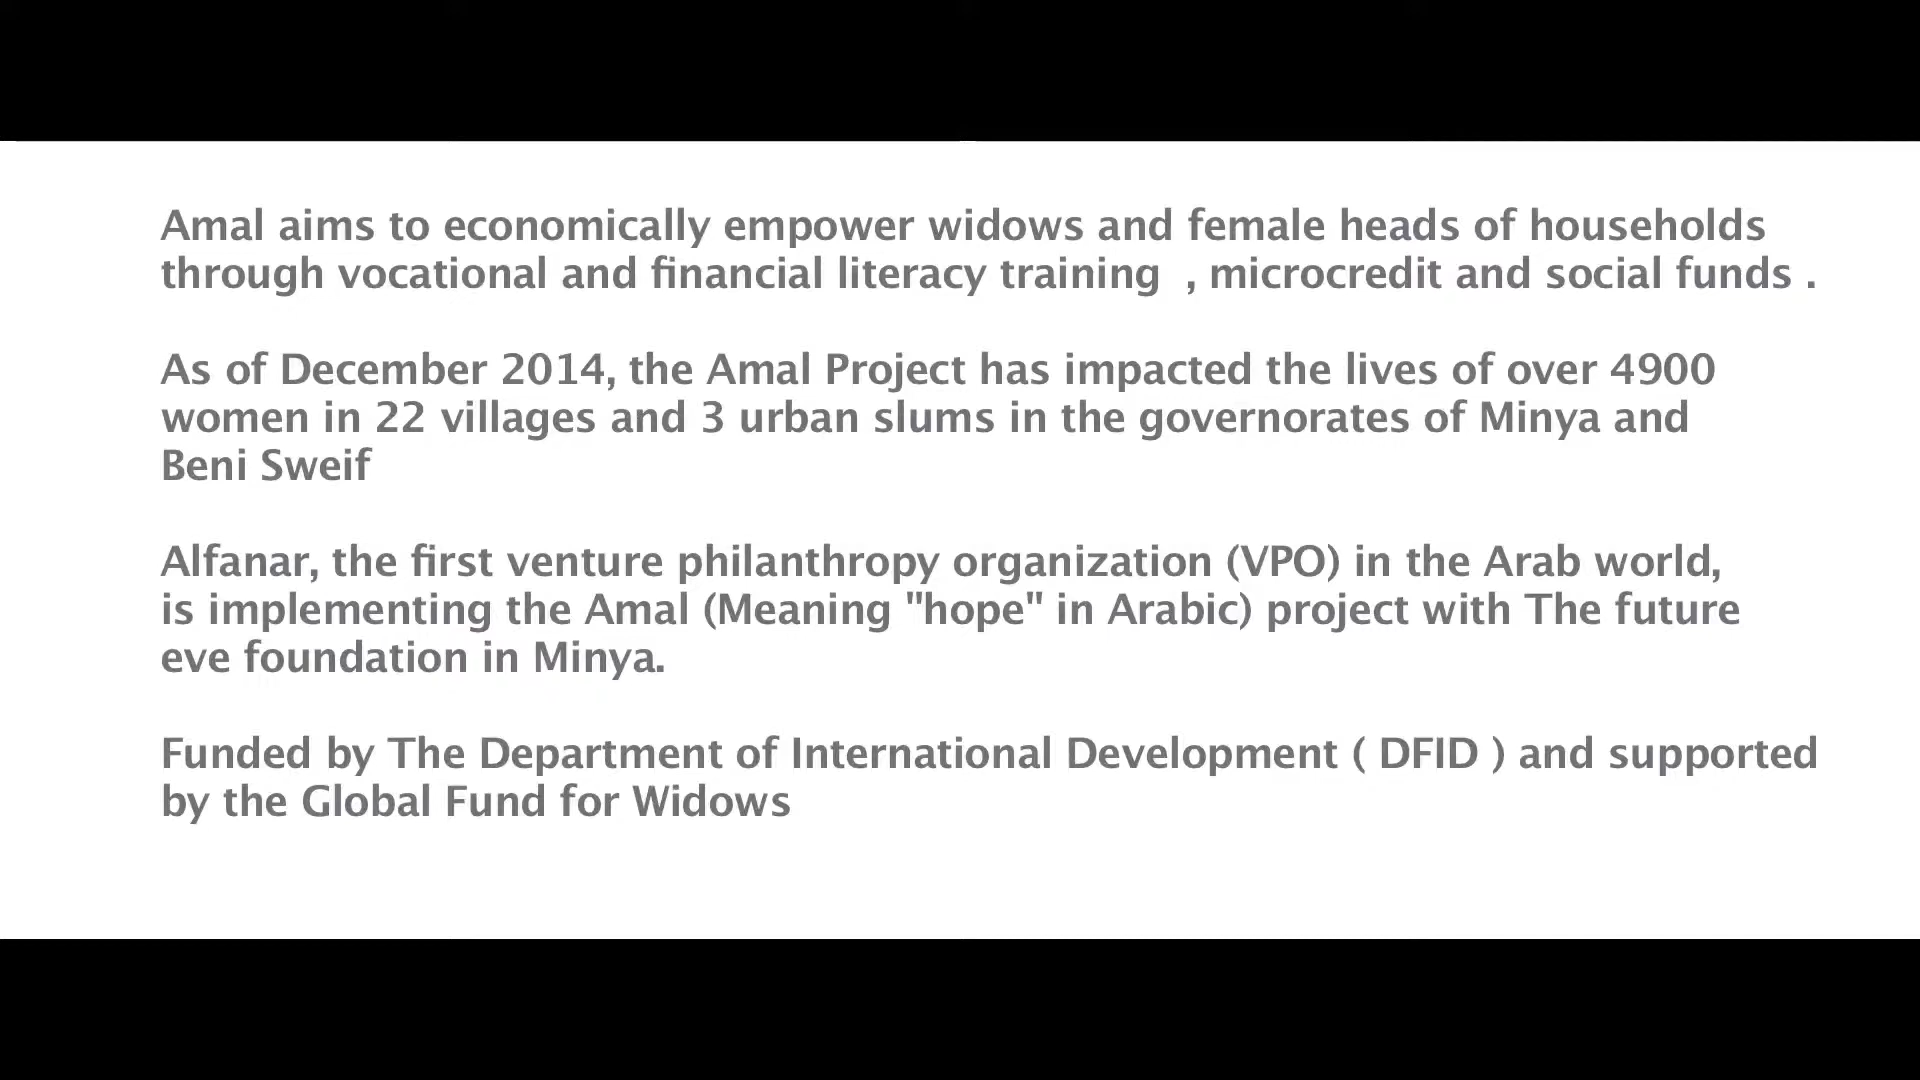 Amal aims to economically empower widows and female heads of households
through vocational and financial literacy training  , microcredit and social funds .
As of December 2014, the Amal Project has impacted the lives of over 4900
women in 22 villages and 3 urban slums in the governorates of Minya and
Beni Sweif
Alfanar, the first venture philanthropy organization (VPO) in the Arab world,
is implementing the Amal (Meaning "hope" in Arabic) project with The future
eve foundation in Minya.
Funded by The Department of International Development ( DFID ) and supported
by the Global Fund for Widows